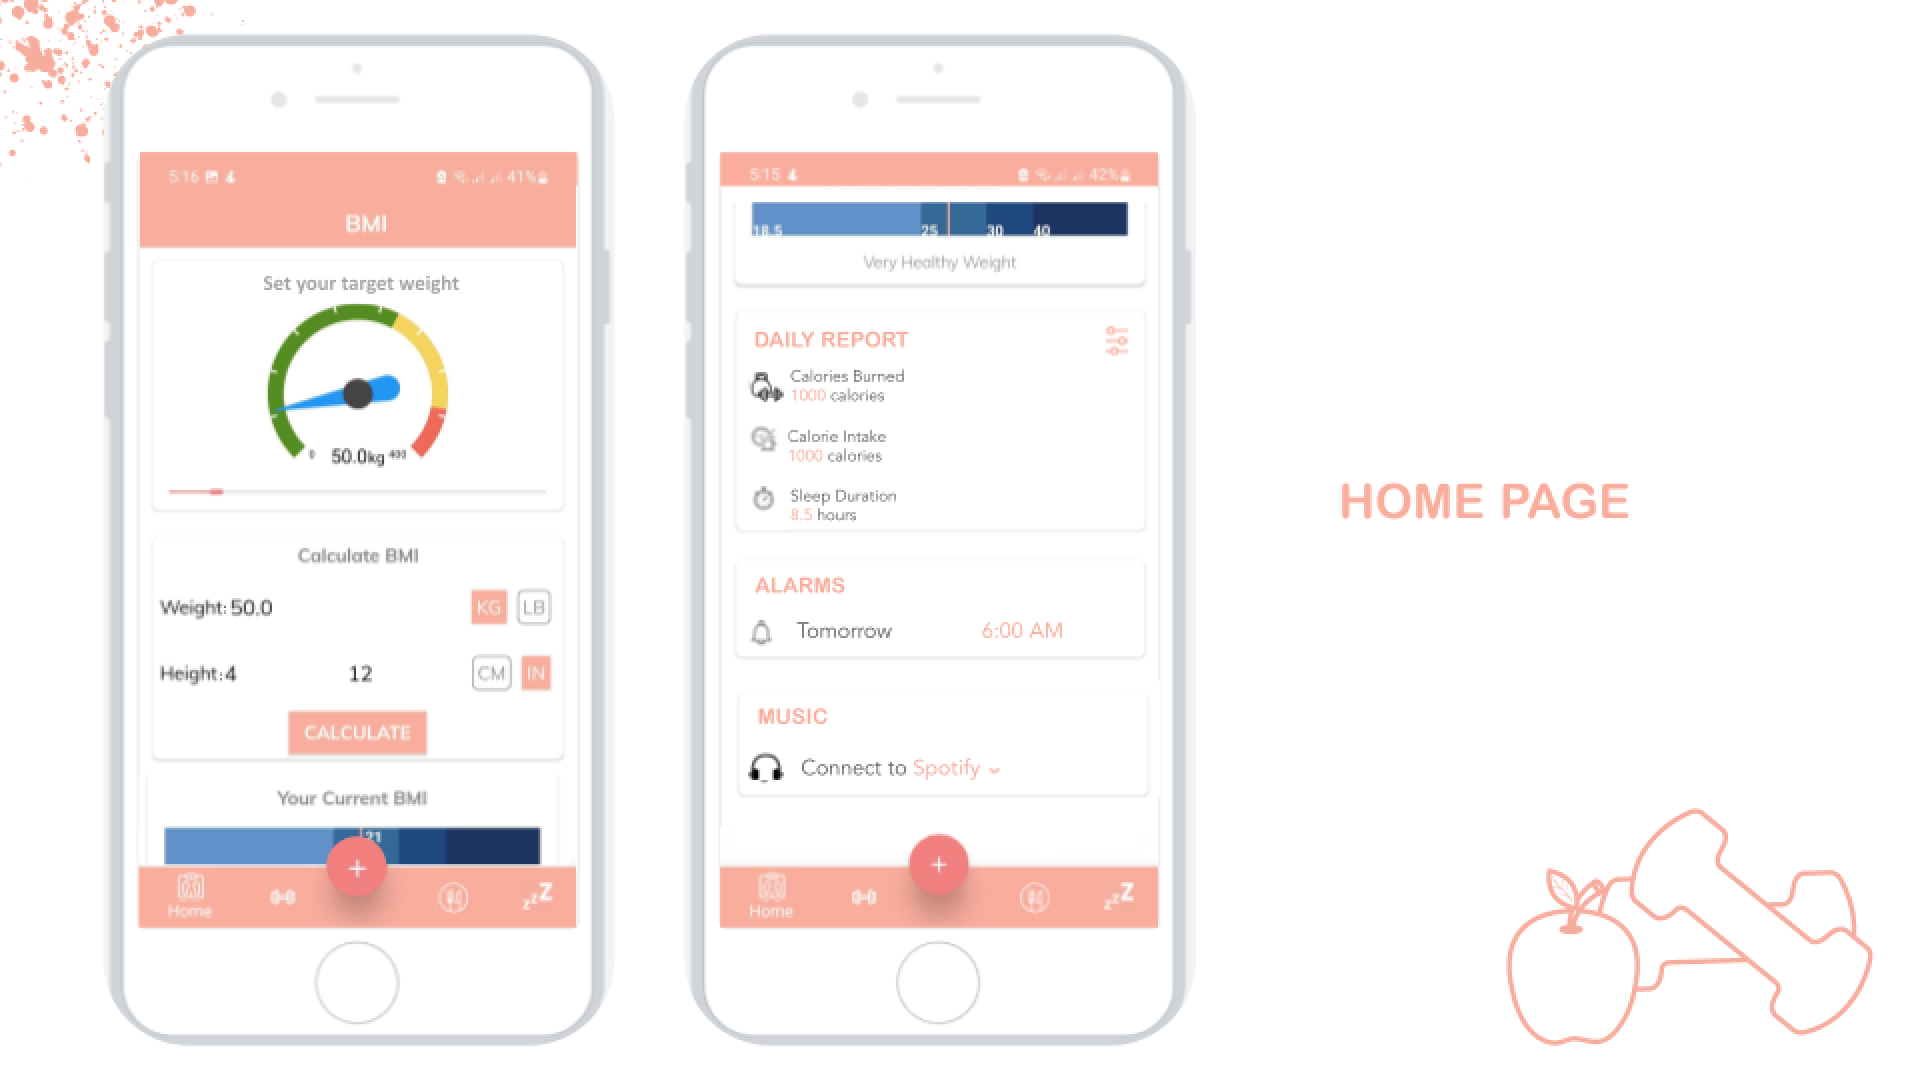 5:16
41%
BMI
Set your target weight
0 50.0kg 400
Calculate BMI
Weight: 50.0 KG LB
Height: 4 12 CM IN
CALCULATE
Your Current BMI
21
+
Home
zzZ
5:15
42%
18.5 25 30 40
Very Healthy Weight
DAILY REPORT
Calories Burned
1000 calories
Calorie Intake
1000 calories
Sleep Duration
8.5 hours
ALARMS
Tomorrow 6:00 AM
MUSIC
Connect to Spotify
+
Home
zzZ
HOME PAGE